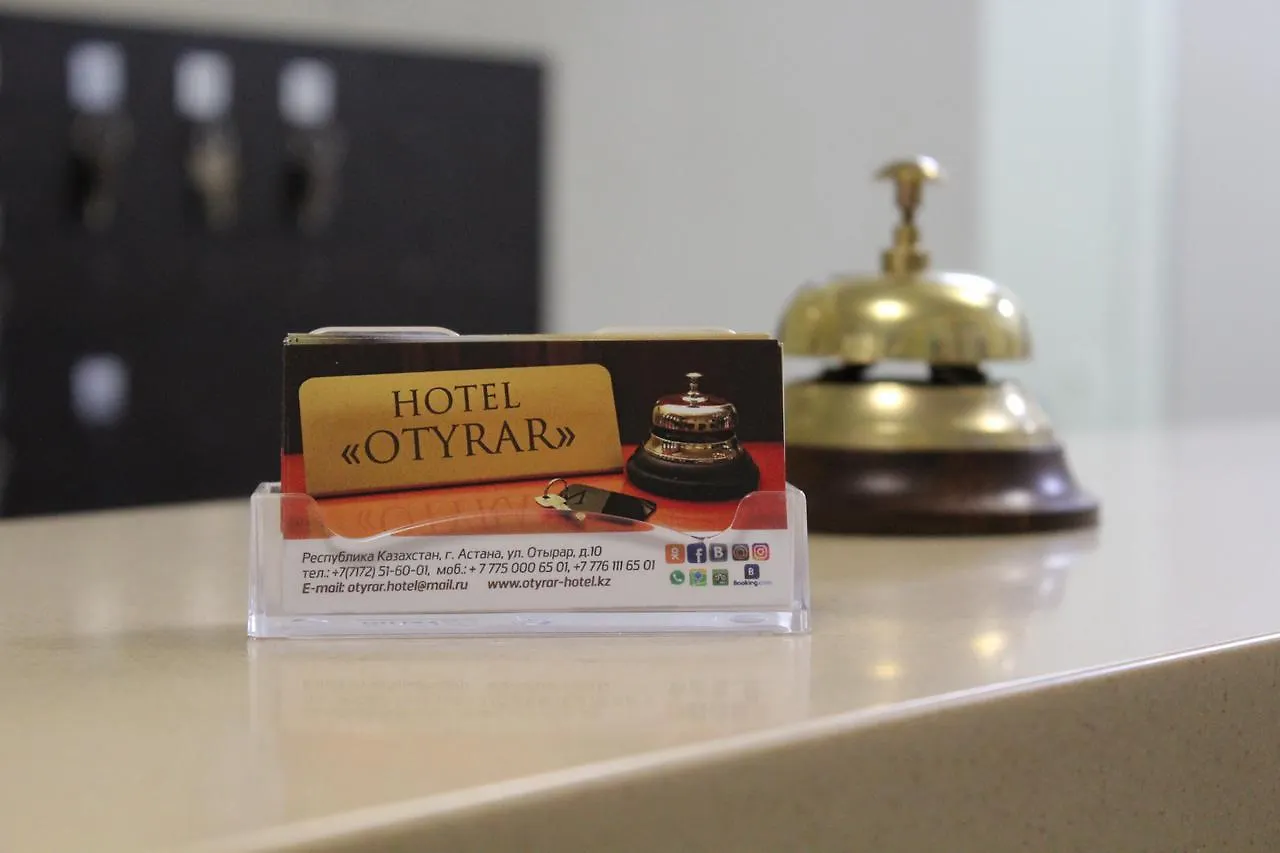 HOTEL
«OTYRAR»
Республика Казахстан, г. Астана, ул. Отырар, д.10
тел.: +7(7172) 51-60-01, моб.: + 7 775 000 65 01, +7 776 111 65 01
E-mail: otyrar.hotel@mail.ru www.otyrar-hotel.kz
Booking.com